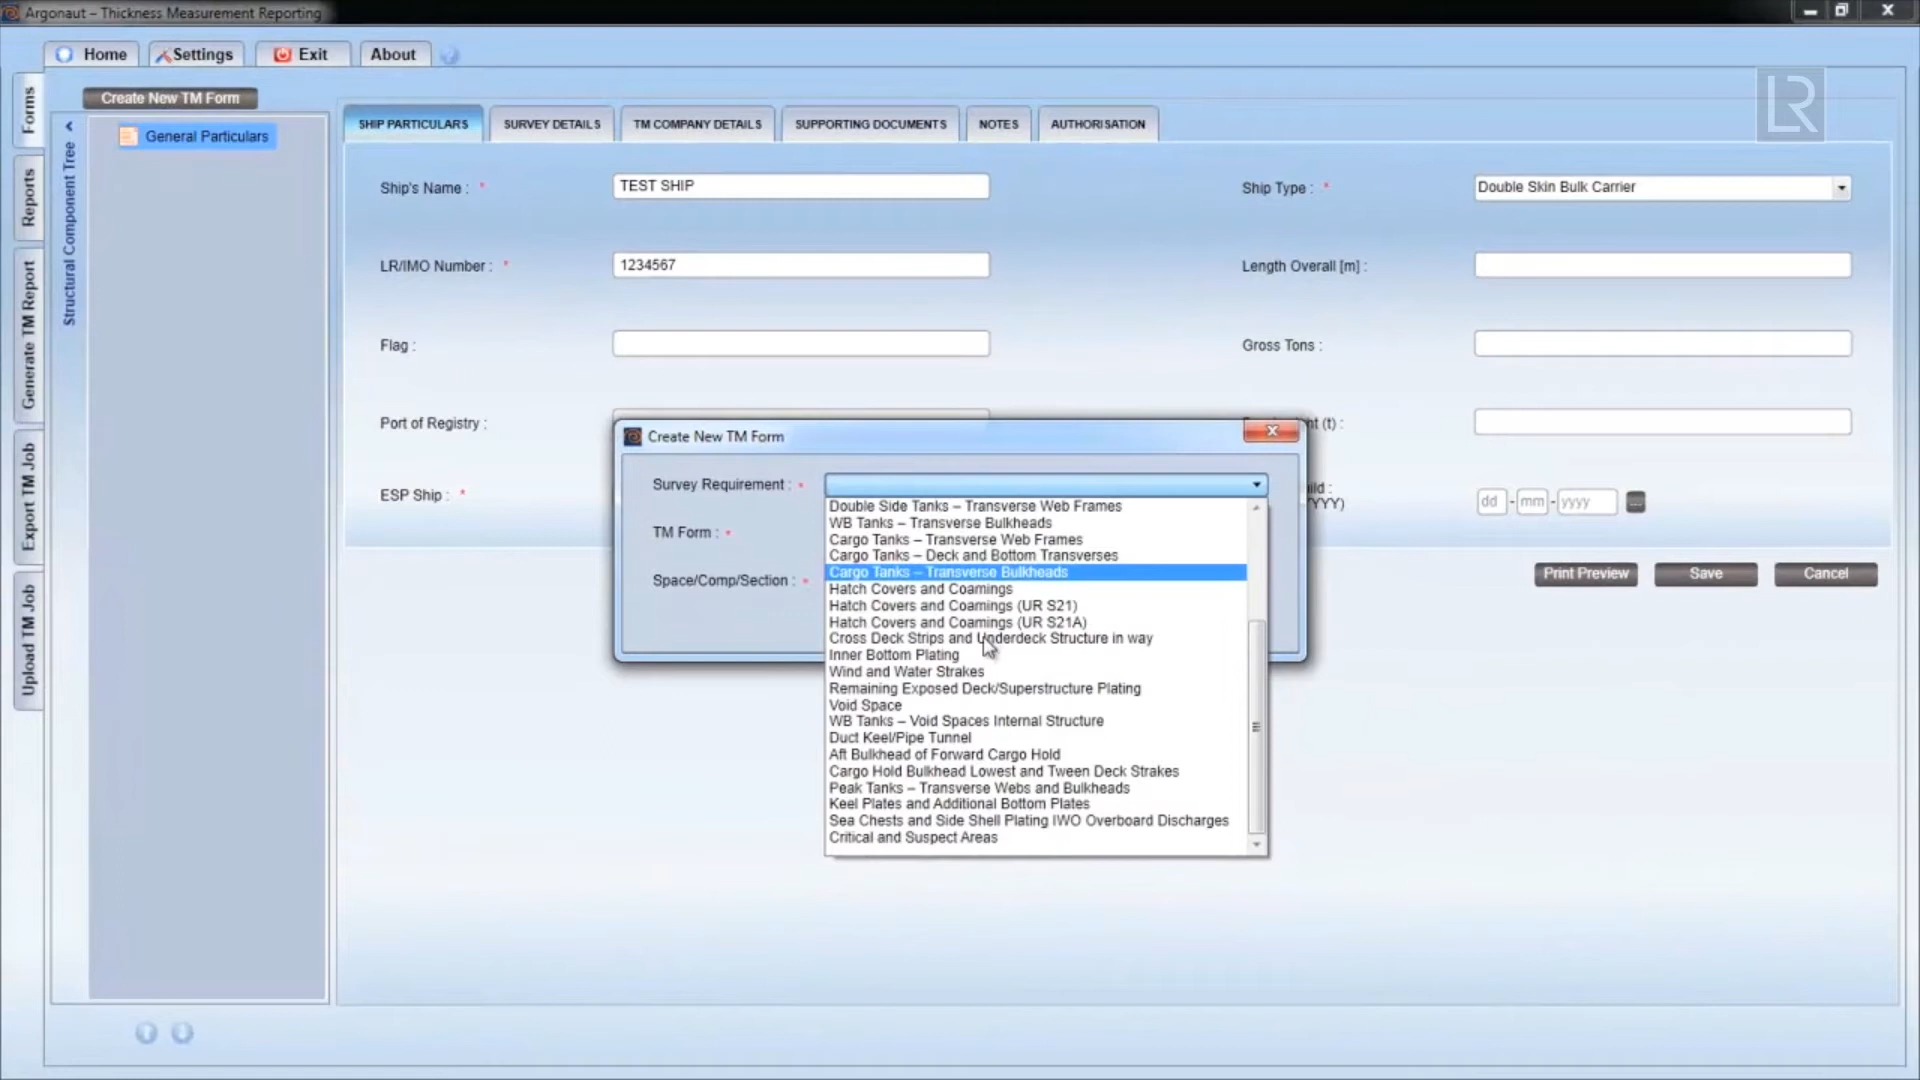 Argonaut – Thickness Measurement Reporting
Home
Settings
Exit
About
Forms
Reports
Generate TM Report
Export TM Job
Upload TM Job
Create New TM Form
Structural Component Tree
General Particulars
SHIP PARTICULARS
SURVEY DETAILS
TM COMPANY DETAILS
SUPPORTING DOCUMENTS
NOTES
AUTHORISATION
LR
Ship's Name : *
TEST SHIP
Ship Type : *
Double Skin Bulk Carrier
LR/IMO Number : *
1234567
Length Overall [m] :
Flag :
Gross Tons :
Port of Registry :
nt (t) :
ESP Ship : *
ild :
YYY)
dd - mm - yyyy
Print Preview
Save
Cancel
Create New TM Form
Survey Requirement : *
TM Form : *
Space/Comp/Section : *
Double Side Tanks – Transverse Web Frames
WB Tanks – Transverse Bulkheads
Cargo Tanks – Transverse Web Frames
Cargo Tanks – Deck and Bottom Transverses
Cargo Tanks – Transverse Bulkheads
Hatch Covers and Coamings
Hatch Covers and Coamings (UR S21)
Hatch Covers and Coamings (UR S21A)
Cross Deck Strips and Underdeck Structure in way
Inner Bottom Plating
Wind and Water Strakes
Remaining Exposed Deck/Superstructure Plating
Void Space
WB Tanks – Void Spaces Internal Structure
Duct Keel/Pipe Tunnel
Aft Bulkhead of Forward Cargo Hold
Cargo Hold Bulkhead Lowest and Tween Deck Strakes
Peak Tanks – Transverse Webs and Bulkheads
Keel Plates and Additional Bottom Plates
Sea Chests and Side Shell Plating IWO Overboard Discharges
Critical and Suspect Areas